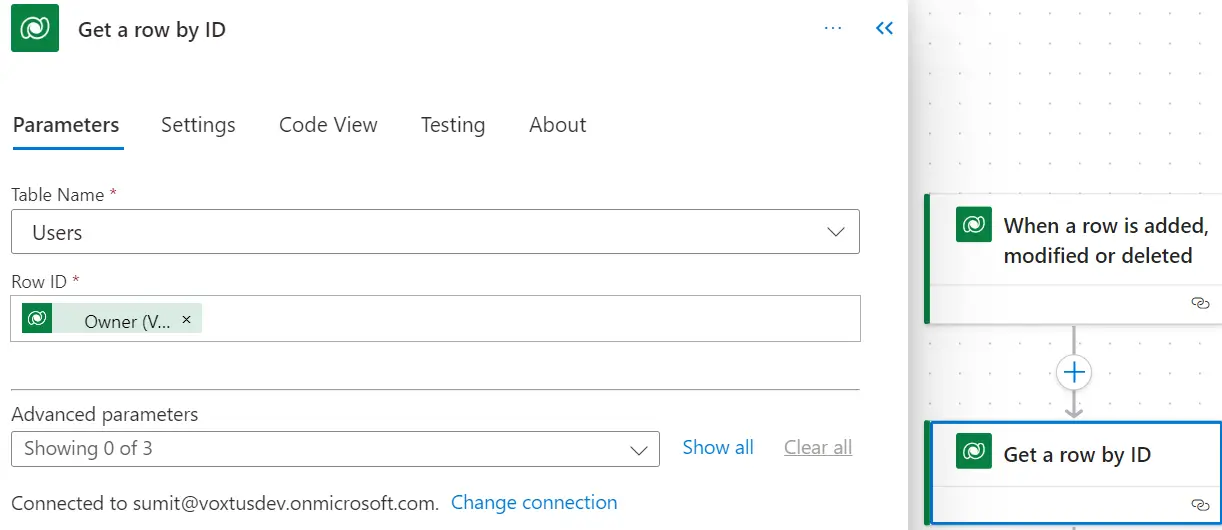 Get a row by ID
...
Parameters Settings Code View Testing About
Table Name *
Users
Row ID *
Owner (V... ×
Advanced parameters
Showing 0 of 3 Show all Clear all
Connected to sumit@voxtusdev.onmicrosoft.com. Change connection
When a row is added,
modified or deleted
Get a row by ID